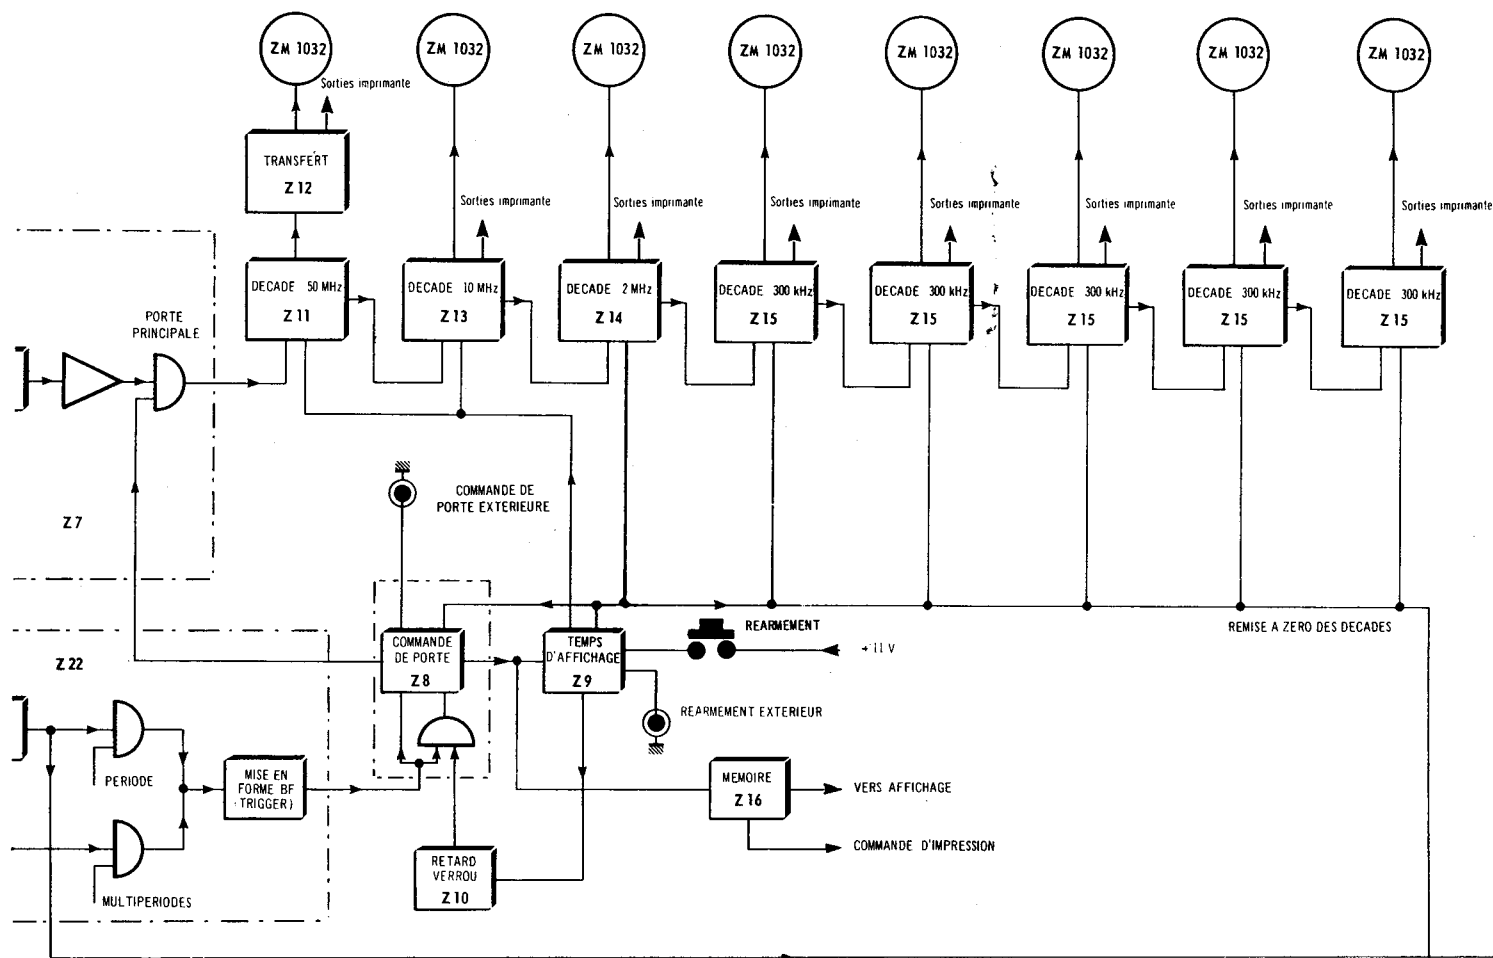 ZM 1032
ZM 1032
ZM 1032
ZM 1032
ZM 1032
ZM 1032
ZM 1032
ZM 1032
Sorties imprimante
TRANSFERT
Z 12
Sorties imprimante
Sorties imprimante
Sorties imprimante
Sorties imprimante
Sorties imprimante
Sorties imprimante
Sorties imprimante
DECADE 50 MHz
Z 11
DECADE 10 MHz
Z 13
DECADE 2 MHz
Z 14
DECADE 300 kHz
Z 15
DECADE 300 kHz
Z 15
DECADE 300 kHz
Z 15
DECADE 300 kHz
Z 15
DECADE 300 kHz
Z 15
PORTE
PRINCIPALE
Z 7
COMMANDE DE
PORTE EXTERIEURE
REARMEMENT
REMISE A ZERO DES DECADES
+ 11 V
COMMANDE
DE PORTE
Z 8
TEMPS
D'AFFICHAGE
Z 9
Z 22
REARMEMENT EXTERIEUR
PERIODE
MISE EN
FORME BF
(TRIGGER)
MEMOIRE
Z 16
VERS AFFICHAGE
COMMANDE D'IMPRESSION
RETARD
VERROU
Z 10
MULTIPERIODES